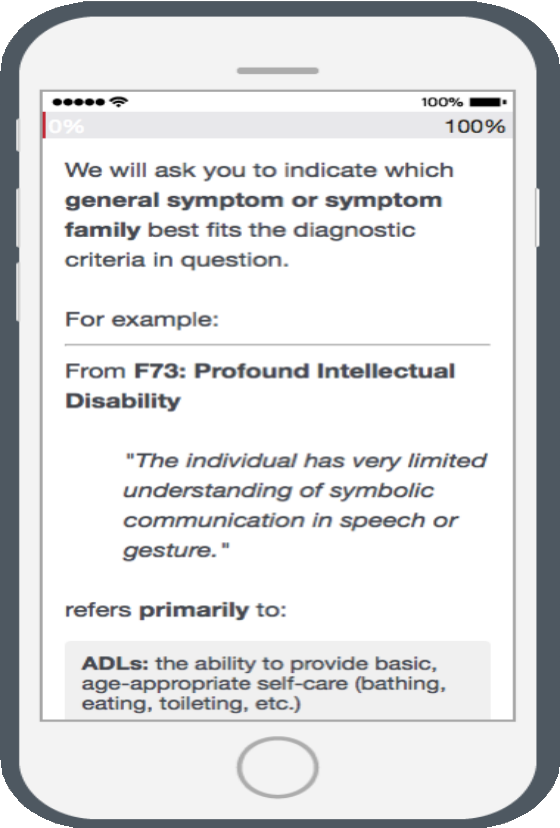 100%
0% 100%
We will ask you to indicate which
general symptom or symptom
family best fits the diagnostic
criteria in question.
For example:
From F73: Profound Intellectual
Disability
"The individual has very limited
understanding of symbolic
communication in speech or
gesture."
refers primarily to:
ADLs: the ability to provide basic,
age-appropriate self-care (bathing,
eating, toileting, etc.)